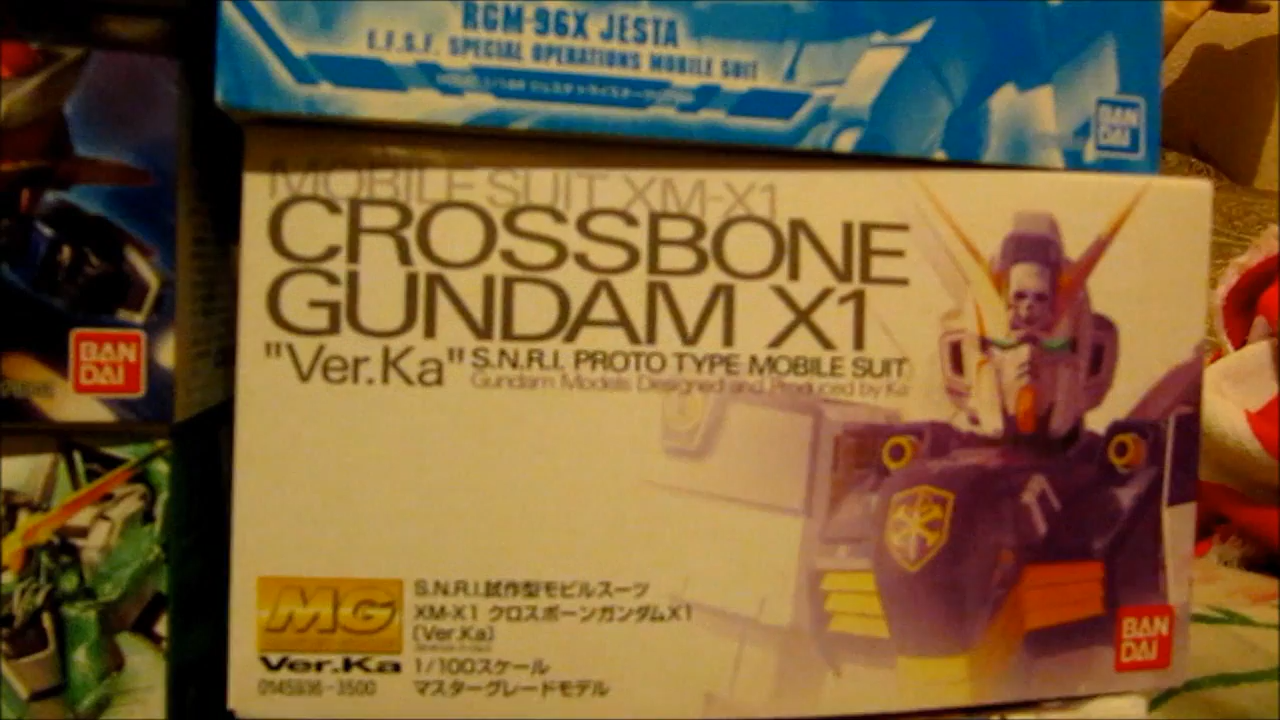 RGM-96X JESTA
E.F.S.F. SPECIAL OPERATIONS MOBILE SUIT
BAN
DAI
MOBILE SUIT XM-X1
CROSSBONE
GUNDAM X1
"Ver.Ka" S.N.R.I. PROTO TYPE MOBILE SUIT
Gundam Models Designed and Produced by Ka
BAN
DAI
MG
Ver.Ka
0145936-3500
S.N.R.I.試作型モビルスーツ
XM-X1 クロスボーンガンダムX1
(Ver.Ka)
1/100スケール
マスターグレードモデル
BAN
DAI